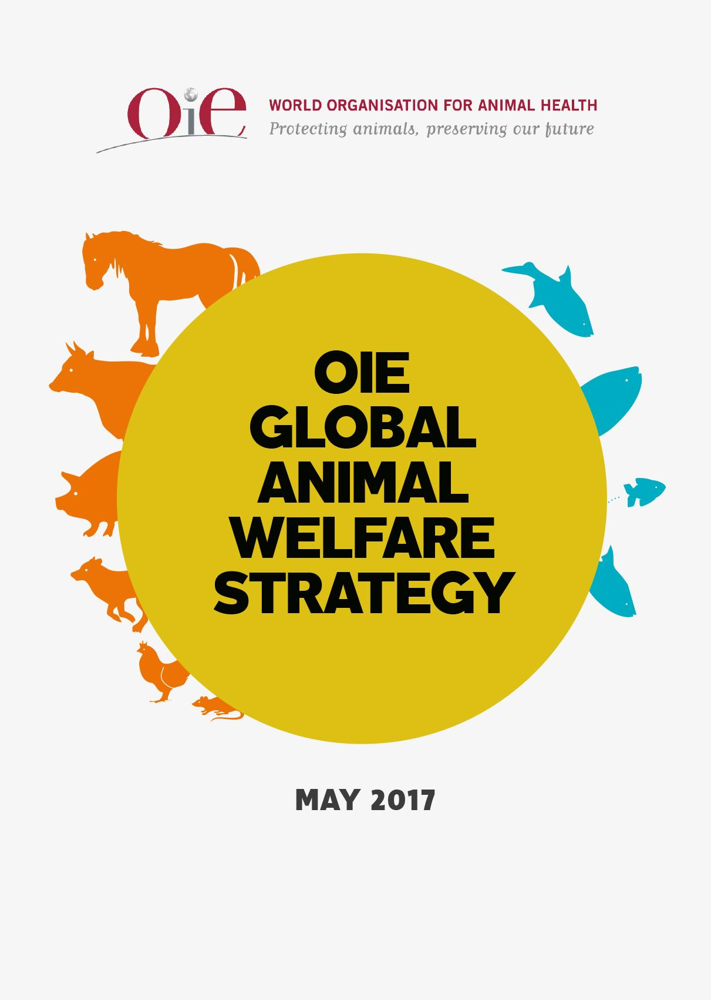 oie
WORLD ORGANISATION FOR ANIMAL HEALTH
Protecting animals, preserving our future
OIE
GLOBAL
ANIMAL
WELFARE
STRATEGY
MAY 2017